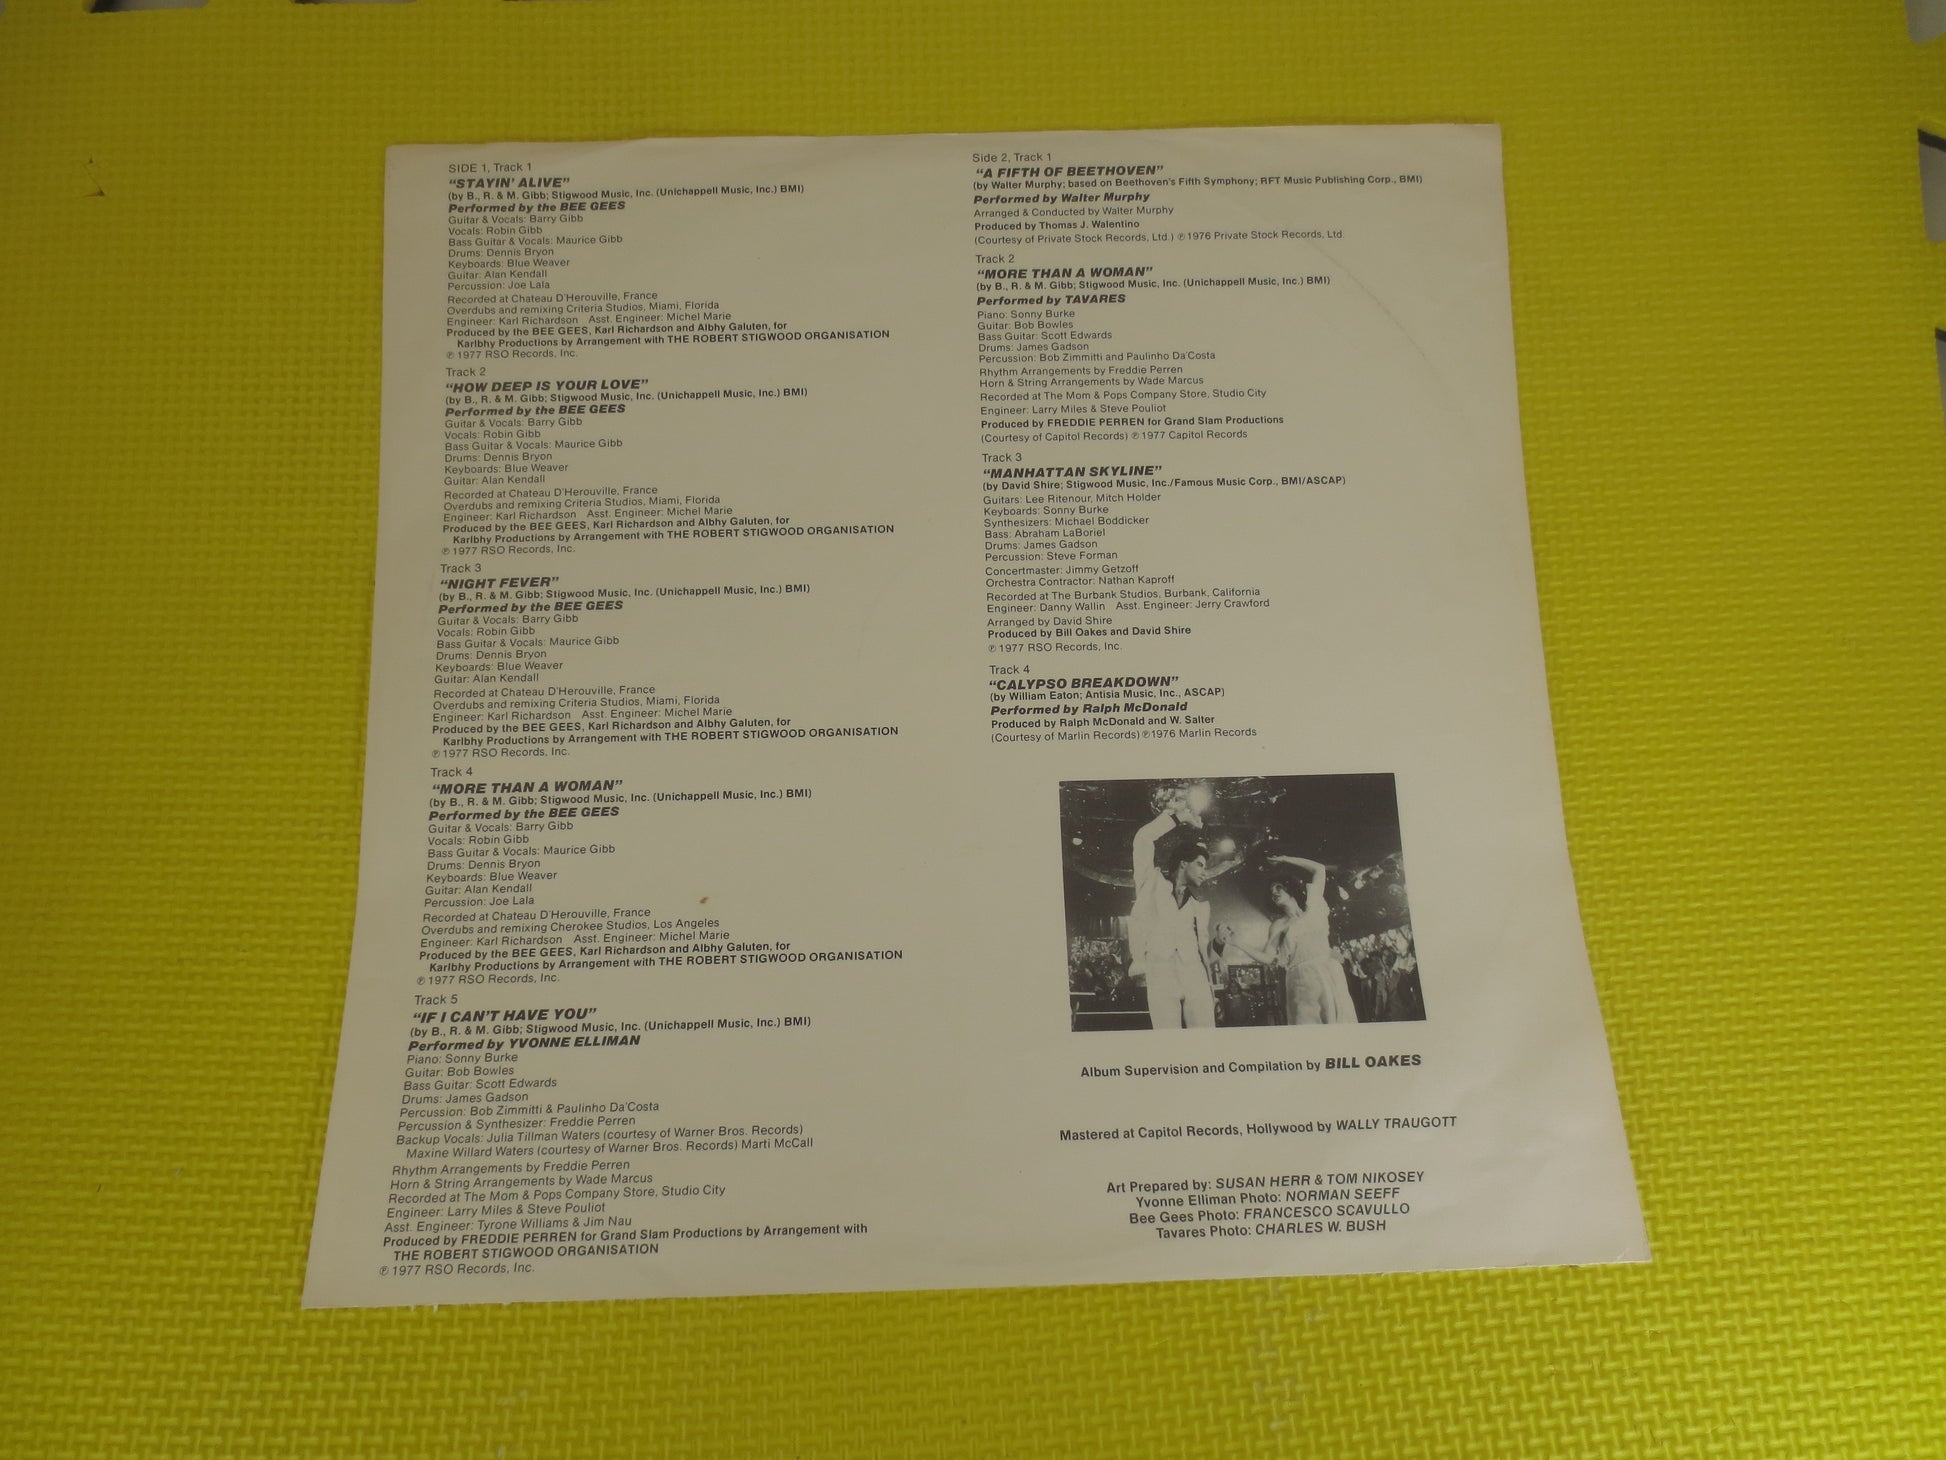 SIDE 1, Track 1
“STAYIN’ ALIVE”
(by B., R. & M. Gibb; Stigwood Music, Inc. (Unichappell Music, Inc.) BMI)
Performed by the BEE GEES
Guitar & Vocals: Barry Gibb
Vocals: Robin Gibb
Bass Guitar & Vocals: Maurice Gibb
Drums: Dennis Bryon
Keyboards: Blue Weaver
Guitar: Alan Kendall
Percussion: Joe Lala
Recorded at Chateau D'Herouville, France
Overdubs and remixing Criteria Studios, Miami, Florida
Engineer: Karl Richardson Asst. Engineer: Michel Marie
Produced by the BEE GEES, Karl Richardson and Albhy Galuten, for
Karlbhy Productions by Arrangement with THE ROBERT STIGWOOD ORGANISATION
℗ 1977 RSO Records, Inc.
Track 2
“HOW DEEP IS YOUR LOVE”
(by B., R. & M. Gibb; Stigwood Music, Inc. (Unichappell Music, Inc.) BMI)
Performed by the BEE GEES
Guitar & Vocals: Barry Gibb
Vocals: Robin Gibb
Bass Guitar & Vocals: Maurice Gibb
Drums: Dennis Bryon
Keyboards: Blue Weaver
Guitar: Alan Kendall
Recorded at Chateau D'Herouville, France
Overdubs and remixing Criteria Studios, Miami, Florida
Engineer: Karl Richardson Asst. Engineer: Michel Marie
Produced by the BEE GEES, Karl Richardson and Albhy Galuten, for
Karlbhy Productions by Arrangement with THE ROBERT STIGWOOD ORGANISATION
℗ 1977 RSO Records, Inc.
Track 3
“NIGHT FEVER”
(by B., R. & M. Gibb; Stigwood Music, Inc. (Unichappell Music, Inc.) BMI)
Performed by the BEE GEES
Guitar & Vocals: Barry Gibb
Vocals: Robin Gibb
Bass Guitar & Vocals: Maurice Gibb
Drums: Dennis Bryon
Keyboards: Blue Weaver
Guitar: Alan Kendall
Recorded at Chateau D'Herouville, France
Overdubs and remixing Criteria Studios, Miami, Florida
Engineer: Karl Richardson Asst. Engineer: Michel Marie
Produced by the BEE GEES, Karl Richardson and Albhy Galuten, for
Karlbhy Productions by Arrangement with THE ROBERT STIGWOOD ORGANISATION
℗ 1977 RSO Records, Inc.
Track 4
“MORE THAN A WOMAN”
(by B., R. & M. Gibb; Stigwood Music, Inc. (Unichappell Music, Inc.) BMI)
Performed by the BEE GEES
Guitar & Vocals: Barry Gibb
Vocals: Robin Gibb
Bass Guitar & Vocals: Maurice Gibb
Drums: Dennis Bryon
Keyboards: Blue Weaver
Guitar: Alan Kendall
Percussion: Joe Lala
Recorded at Chateau D'Herouville, France
Overdubs and remixing Cherokee Studios, Los Angeles
Engineer: Karl Richardson Asst. Engineer: Michel Marie
Produced by the BEE GEES, Karl Richardson and Albhy Galuten, for
Karlbhy Productions by Arrangement with THE ROBERT STIGWOOD ORGANISATION
℗ 1977 RSO Records, Inc.
Track 5
“IF I CAN'T HAVE YOU”
(by B., R. & M. Gibb; Stigwood Music, Inc. (Unichappell Music, Inc.) BMI)
Performed by YVONNE ELLIMAN
Piano: Sonny Burke
Guitar: Bob Bowles
Bass Guitar: Scott Edwards
Drums: James Gadson
Percussion: Bob Zimmitti & Paulinho Da'Costa
Percussion & Synthesizer: Freddie Perren
Backup Vocals: Julia Tillman Waters (courtesy of Warner Bros. Records)
Maxine Willard Waters (courtesy of Warner Bros. Records) Marti McCall
Rhythm Arrangements by Freddie Perren
Horn & String Arrangements by Wade Marcus
Recorded at The Mom & Pops Company Store, Studio City
Engineer: Larry Miles & Steve Pouliot
Asst. Engineer: Tyrone Williams & Jim Nau
Produced by FREDDIE PERREN for Grand Slam Productions by Arrangement with
THE ROBERT STIGWOOD ORGANISATION
℗ 1977 RSO Records, Inc.
Side 2, Track 1
“A FIFTH OF BEETHOVEN”
(by Walter Murphy; based on Beethoven's Fifth Symphony; RFT Music Publishing Corp., BMI)
Performed by Walter Murphy
Arranged & Conducted by Walter Murphy
Produced by Thomas J. Walentino
(Courtesy of Private Stock Records, Ltd.) ℗ 1976 Private Stock Records, Ltd.
Track 2
“MORE THAN A WOMAN”
(by B., R. & M. Gibb; Stigwood Music, Inc. (Unichappell Music, Inc.) BMI)
Performed by TAVARES
Piano: Sonny Burke
Guitar: Bob Bowles
Bass Guitar: Scott Edwards
Drums: James Gadson
Percussion: Bob Zimmitti and Paulinho Da'Costa
Rhythm Arrangements by Freddie Perren
Horn & String Arrangements by Wade Marcus
Recorded at The Mom & Pops Company Store, Studio City
Engineer: Larry Miles & Steve Pouliot
Produced by FREDDIE PERREN for Grand Slam Productions
(Courtesy of Capitol Records) ℗ 1977 Capitol Records
Track 3
“MANHATTAN SKYLINE”
(by David Shire; Stigwood Music, Inc./Famous Music Corp., BMI/ASCAP)
Guitars: Lee Ritenour, Mitch Holder
Keyboards: Sonny Burke
Synthesizers: Michael Boddicker
Bass: Abraham LaBoriel
Drums: James Gadson
Percussion: Steve Forman
Concertmaster: Jimmy Getzoff
Orchestra Contractor: Nathan Kaproff
Recorded at The Burbank Studios, Burbank, California
Engineer: Danny Wallin Asst. Engineer: Jerry Crawford
Arranged by David Shire
Produced by Bill Oakes and David Shire
℗ 1977 RSO Records, Inc.
Track 4
“CALYPSO BREAKDOWN”
(by William Eaton; Antisia Music, Inc., ASCAP)
Performed by Ralph McDonald
Produced by Ralph McDonald and W. Salter
(Courtesy of Marlin Records) ℗ 1976 Marlin Records
Album Supervision and Compilation by BILL OAKES
Mastered at Capitol Records, Hollywood by WALLY TRAUGOTT
Art Prepared by: SUSAN HERR & TOM NIKOSEY
Yvonne Elliman Photo: NORMAN SEEFF
Bee Gees Photo: FRANCESCO SCAVULLO
Tavares Photo: CHARLES W. BUSH